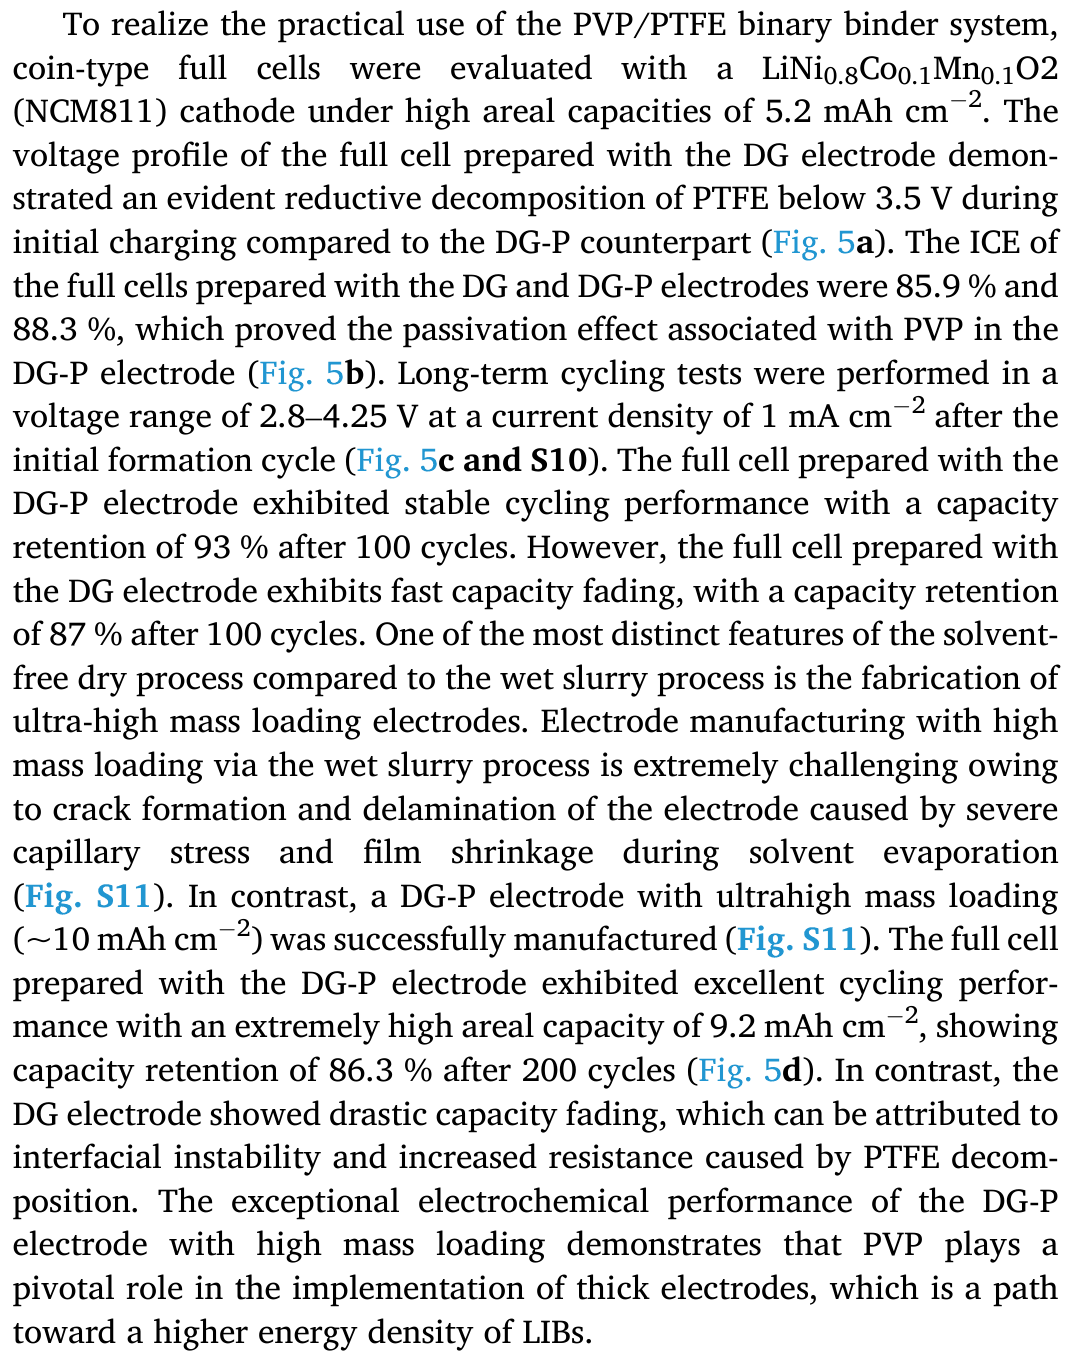 To realize the practical use of the PVP/PTFE binary binder system,
coin-type full cells were evaluated with a LiNi0.8Co0.1Mn0.1O2
(NCM811) cathode under high areal capacities of 5.2 mAh cm−2. The
voltage profile of the full cell prepared with the DG electrode demon-
strated an evident reductive decomposition of PTFE below 3.5 V during
initial charging compared to the DG-P counterpart (Fig. 5a). The ICE of
the full cells prepared with the DG and DG-P electrodes were 85.9 % and
88.3 %, which proved the passivation effect associated with PVP in the
DG-P electrode (Fig. 5b). Long-term cycling tests were performed in a
voltage range of 2.8–4.25 V at a current density of 1 mA cm−2 after the
initial formation cycle (Fig. 5c and S10). The full cell prepared with the
DG-P electrode exhibited stable cycling performance with a capacity
retention of 93 % after 100 cycles. However, the full cell prepared with
the DG electrode exhibits fast capacity fading, with a capacity retention
of 87 % after 100 cycles. One of the most distinct features of the solvent-
free dry process compared to the wet slurry process is the fabrication of
ultra-high mass loading electrodes. Electrode manufacturing with high
mass loading via the wet slurry process is extremely challenging owing
to crack formation and delamination of the electrode caused by severe
capillary stress and film shrinkage during solvent evaporation
(Fig. S11). In contrast, a DG-P electrode with ultrahigh mass loading
(~10 mAh cm−2) was successfully manufactured (Fig. S11). The full cell
prepared with the DG-P electrode exhibited excellent cycling perfor-
mance with an extremely high areal capacity of 9.2 mAh cm−2, showing
capacity retention of 86.3 % after 200 cycles (Fig. 5d). In contrast, the
DG electrode showed drastic capacity fading, which can be attributed to
interfacial instability and increased resistance caused by PTFE decom-
position. The exceptional electrochemical performance of the DG-P
electrode with high mass loading demonstrates that PVP plays a
pivotal role in the implementation of thick electrodes, which is a path
toward a higher energy density of LIBs.